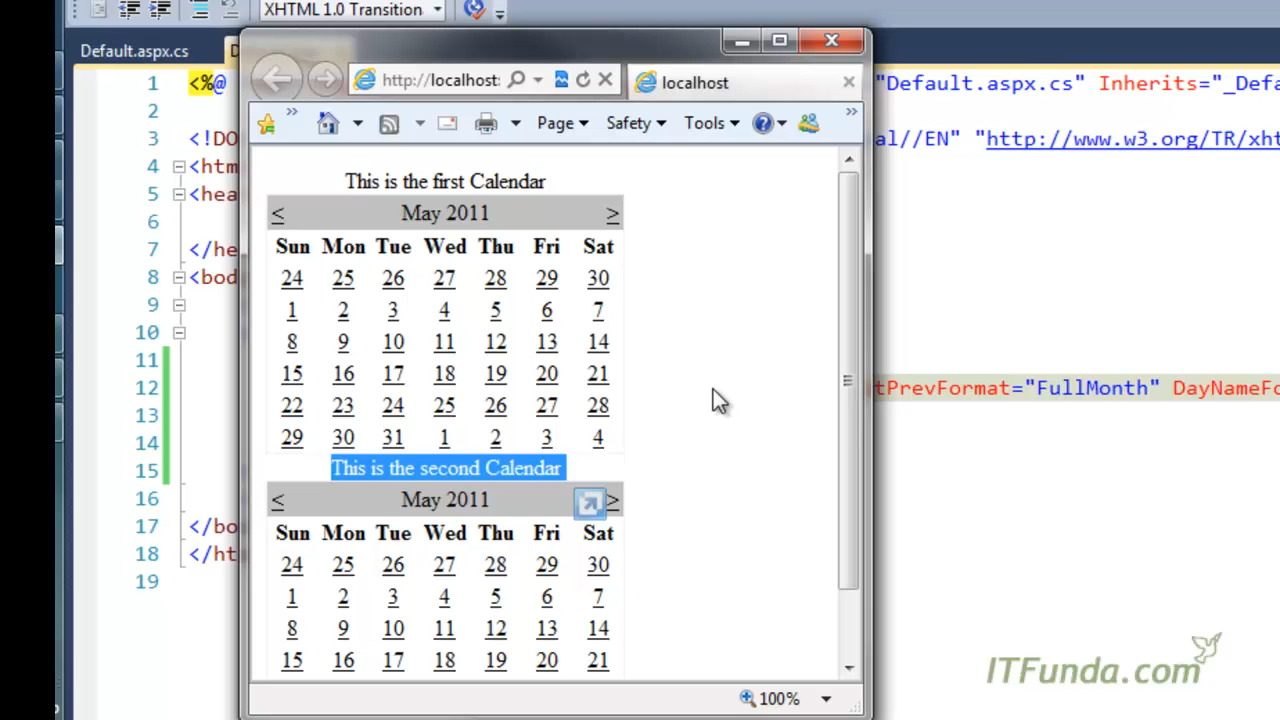 XHTML 1.0 Transition
Default.aspx.cs D
1 <%@ "Default.aspx.cs" Inherits="_Defa
2
3 <!DO al//EN" "http://www.w3.org/TR/xht
4 <htm
5 <hea
6
7 </he
8 <bod
9
10
11
12 tPrevFormat="FullMonth" DayNameFo
13
14
15
16
17 </bo
18 </ht
19
http://localhost: localhost
Page Safety Tools
This is the first Calendar
< May 2011 >
Sun Mon Tue Wed Thu Fri Sat
24 25 26 27 28 29 30
1 2 3 4 5 6 7
8 9 10 11 12 13 14
15 16 17 18 19 20 21
22 23 24 25 26 27 28
29 30 31 1 2 3 4
This is the second Calendar
< May 2011 >
Sun Mon Tue Wed Thu Fri Sat
24 25 26 27 28 29 30
1 2 3 4 5 6 7
8 9 10 11 12 13 14
15 16 17 18 19 20 21
100%
ITFunda.com